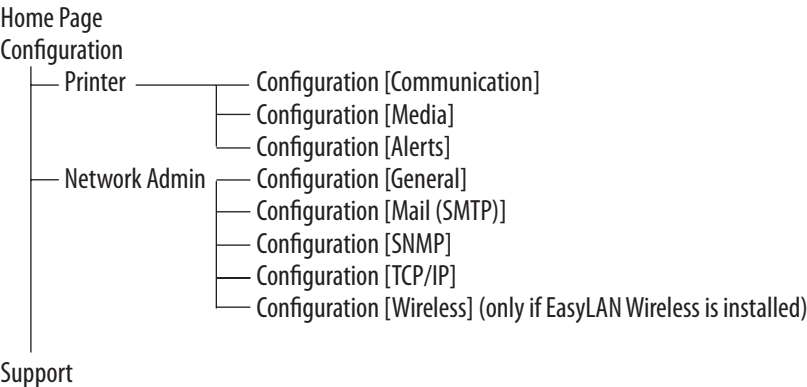 Home Page
Configuration
Printer Configuration [Communication]
Configuration [Media]
Configuration [Alerts]
Network Admin Configuration [General]
Configuration [Mail (SMTP)]
Configuration [SNMP]
Configuration [TCP/IP]
Configuration [Wireless] (only if EasyLAN Wireless is installed)
Support